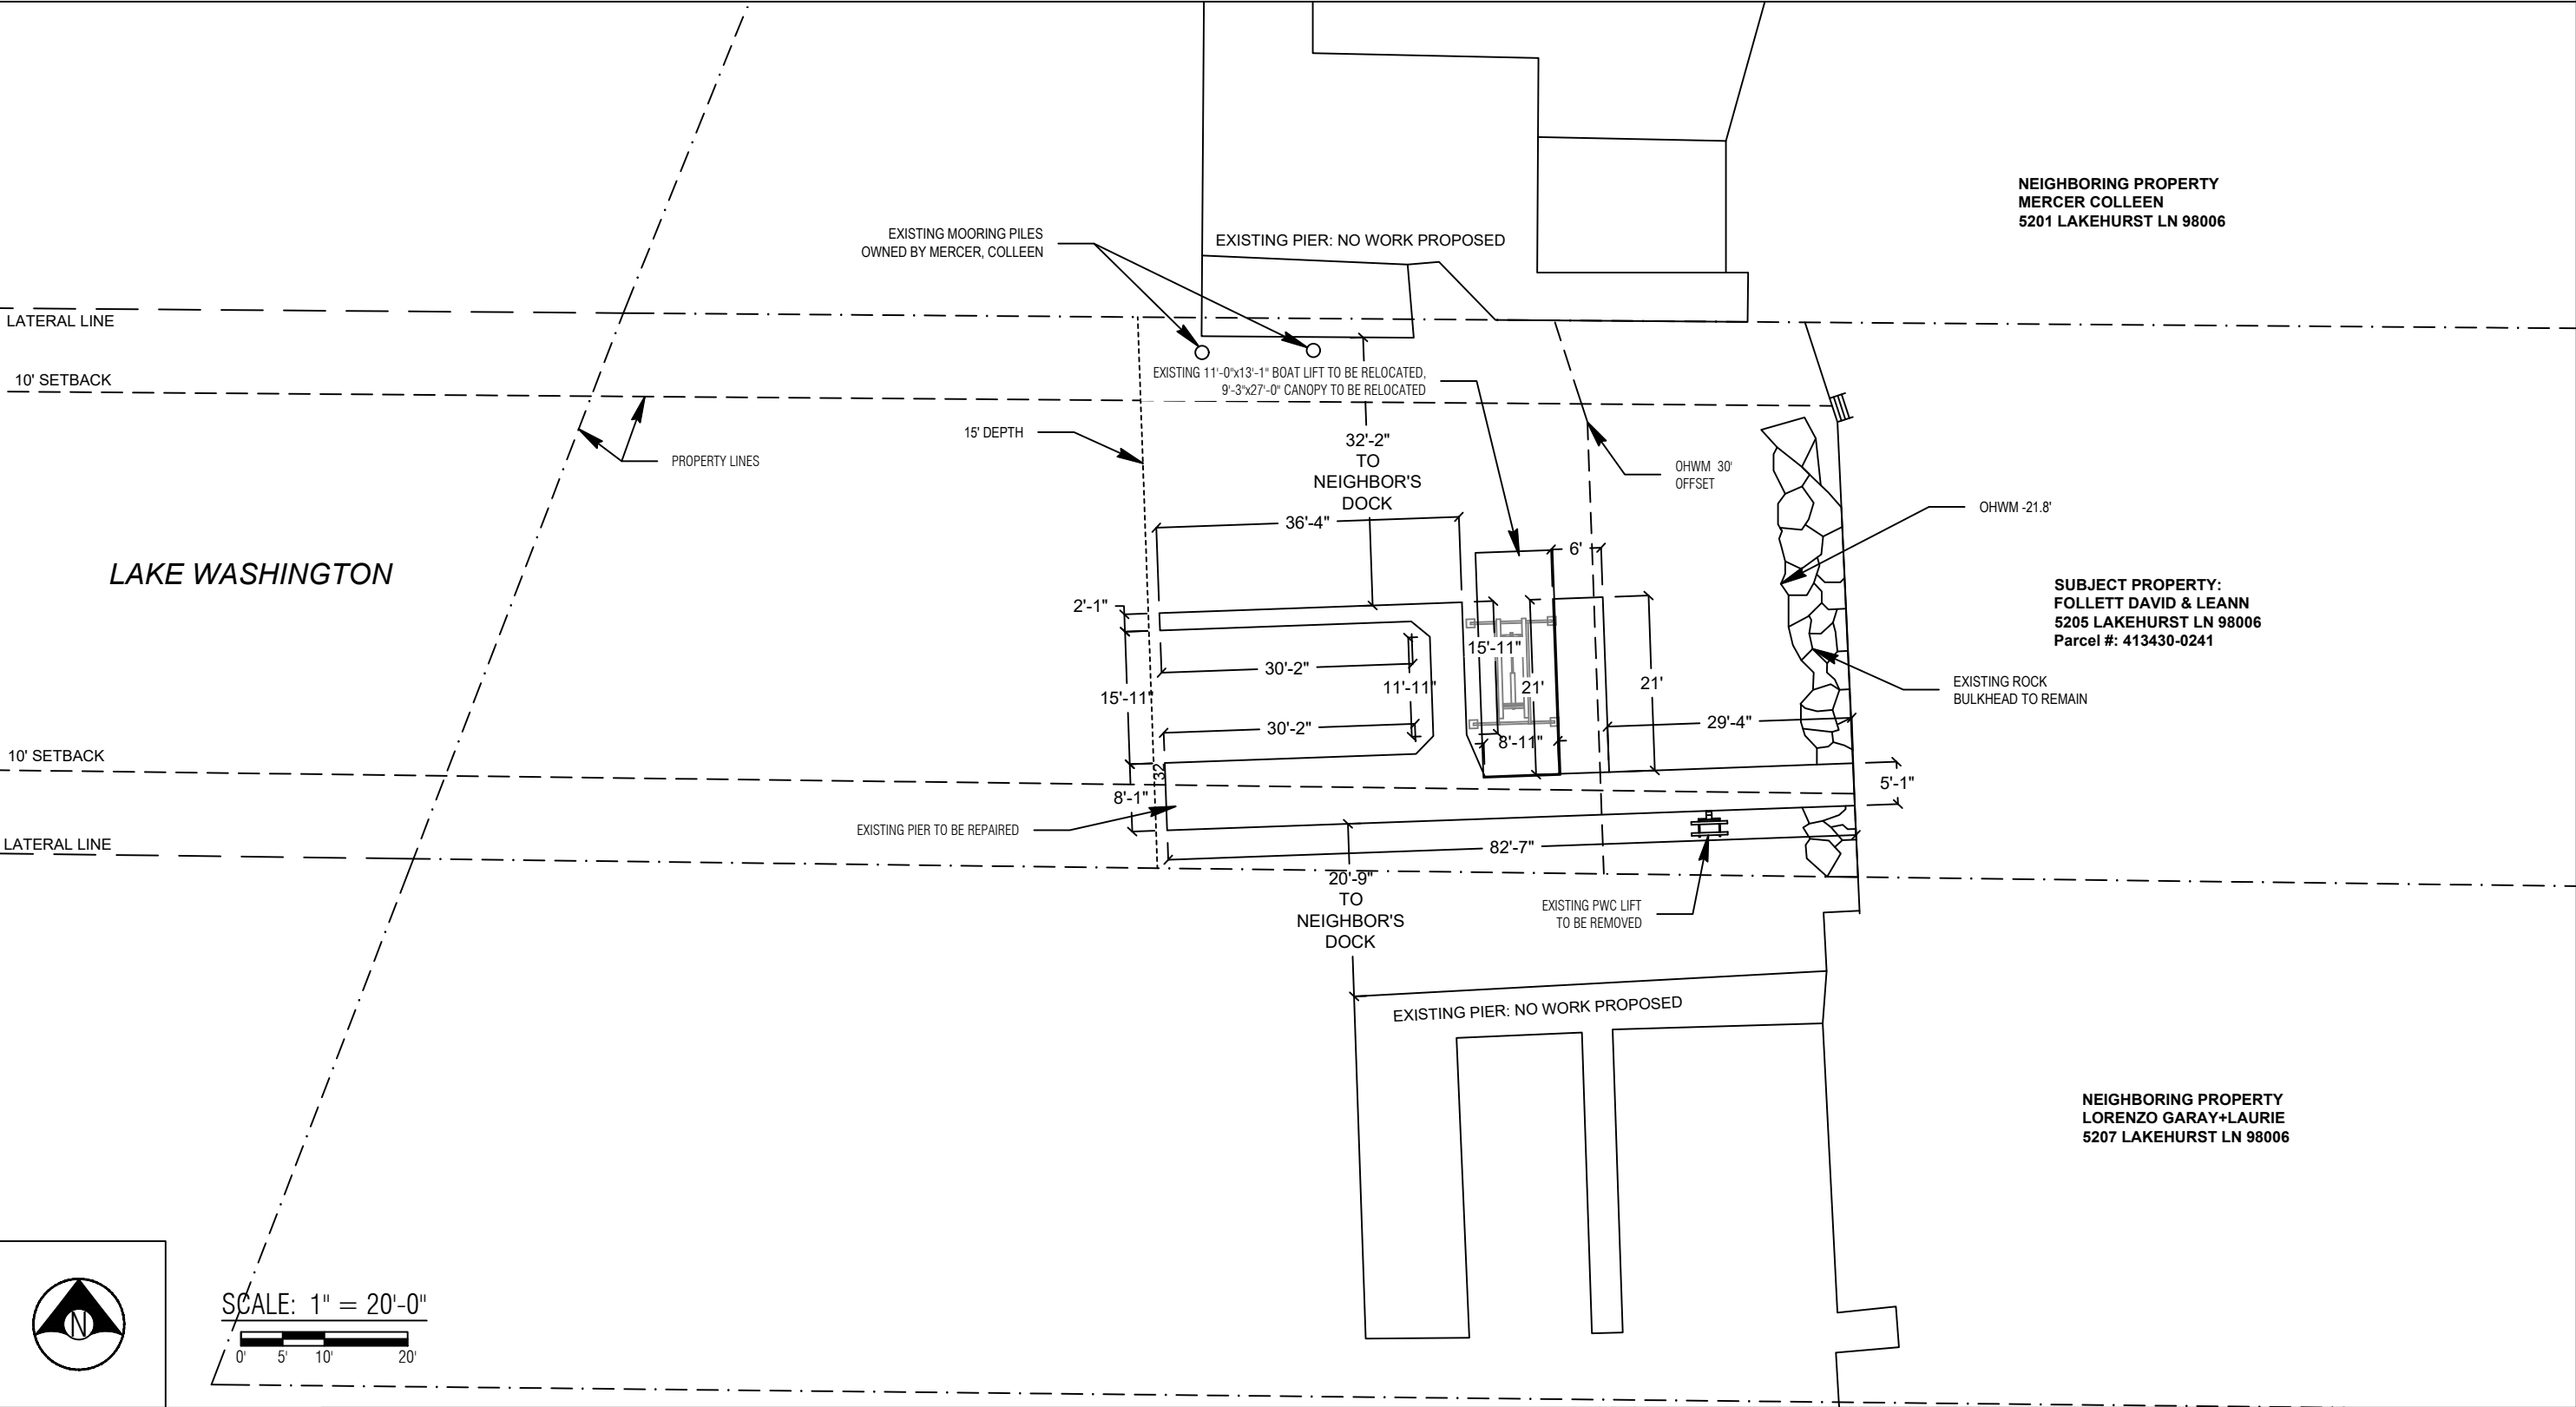 NEIGHBORING PROPERTY
MERCER COLLEEN
5201 LAKEHURST LN 98006
EXISTING MOORING PILES
OWNED BY MERCER, COLLEEN
EXISTING PIER: NO WORK PROPOSED
LATERAL LINE
10' SETBACK
EXISTING 11'-0"x13'-1" BOAT LIFT TO BE RELOCATED,
9'-3"x27'-0" CANOPY TO BE RELOCATED
15' DEPTH
PROPERTY LINES
32'-2"
TO
NEIGHBOR'S
DOCK
OHWM 30'
OFFSET
OHWM -21.8'
36'-4"
6'
LAKE WASHINGTON
SUBJECT PROPERTY:
FOLLETT DAVID & LEANN
5205 LAKEHURST LN 98006
Parcel #: 413430-0241
2'-1"
15'-11"
30'-2"
11'-11"
21'
21'
15'-11"
EXISTING ROCK
BULKHEAD TO REMAIN
30'-2"
8'-11"
29'-4"
10' SETBACK
32
8'-1"
5'-1"
EXISTING PIER TO BE REPAIRED
LATERAL LINE
82'-7"
20'-9"
TO
NEIGHBOR'S
DOCK
EXISTING PWC LIFT
TO BE REMOVED
EXISTING PIER: NO WORK PROPOSED
NEIGHBORING PROPERTY
LORENZO GARAY+LAURIE
5207 LAKEHURST LN 98006
N
SCALE: 1" = 20'-0"
0' 5' 10' 20'